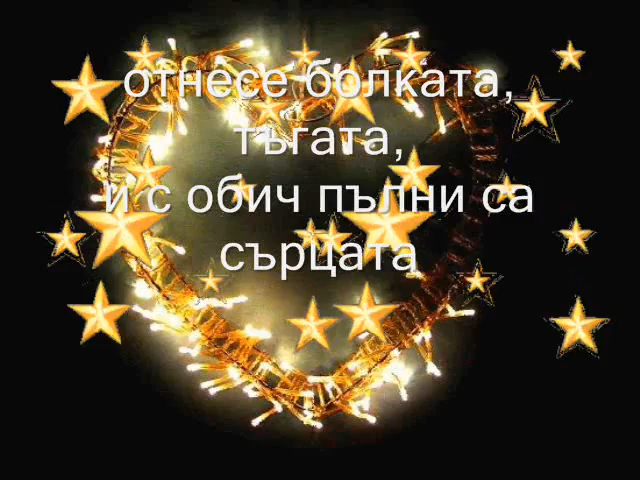 отнесе болката,
тъгата,
и с обич пълни са
сърцата